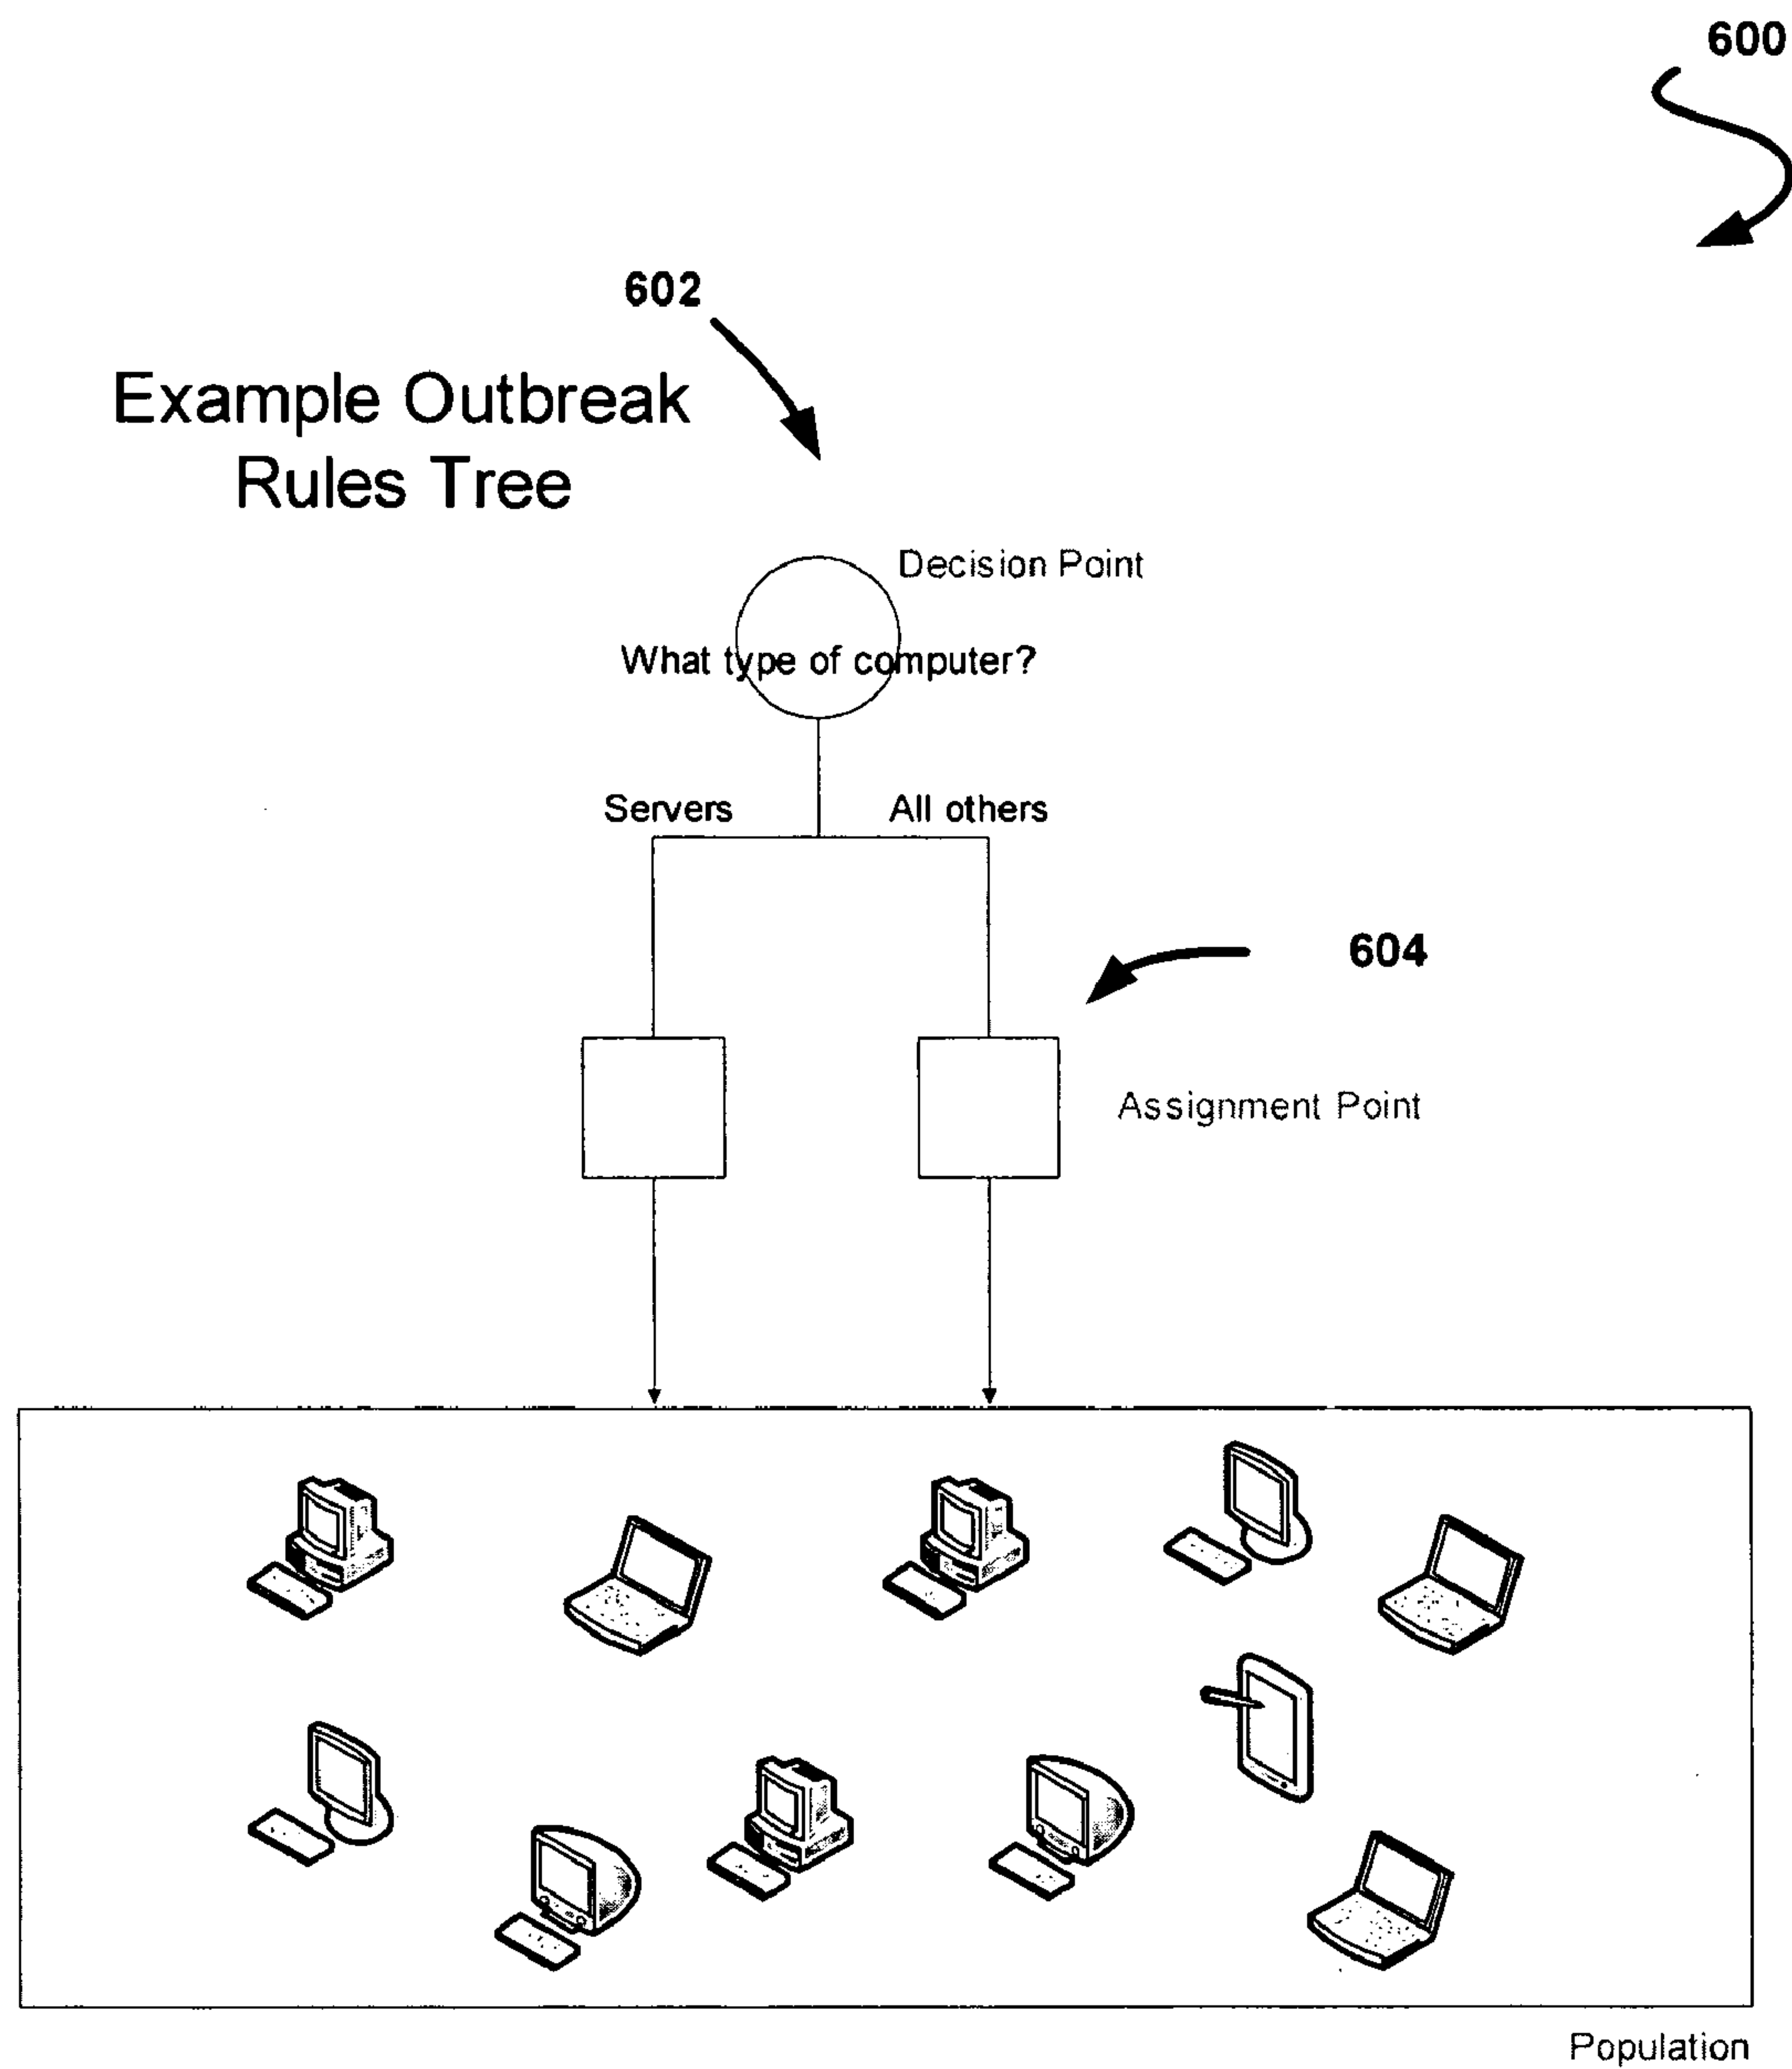 600
602
Example Outbreak
Rules Tree
Decision Point
What type of computer?
Servers
All others
604
Assignment Point
Population